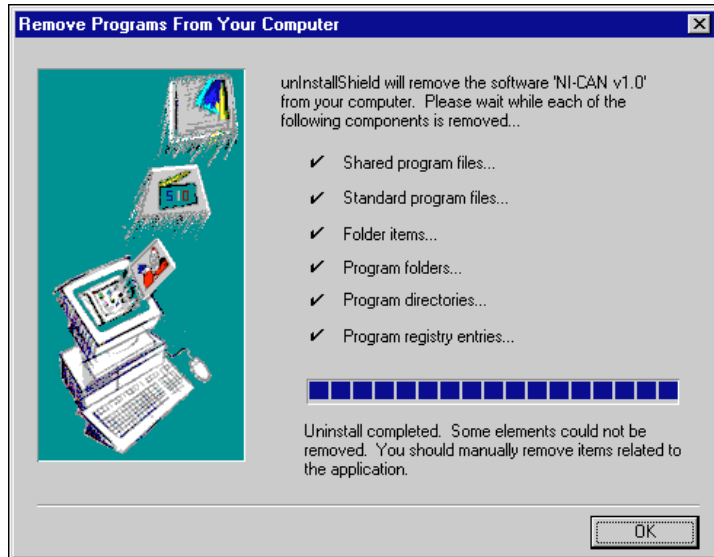 Remove Programs From Your Computer
unInstallShield will remove the software 'NI-CAN v1.0'
from your computer. Please wait while each of the
following components is removed...
✔ Shared program files...
✔ Standard program files...
✔ Folder items...
✔ Program folders...
✔ Program directories...
✔ Program registry entries...
Uninstall completed. Some elements could not be
removed. You should manually remove items related to
the application.
OK